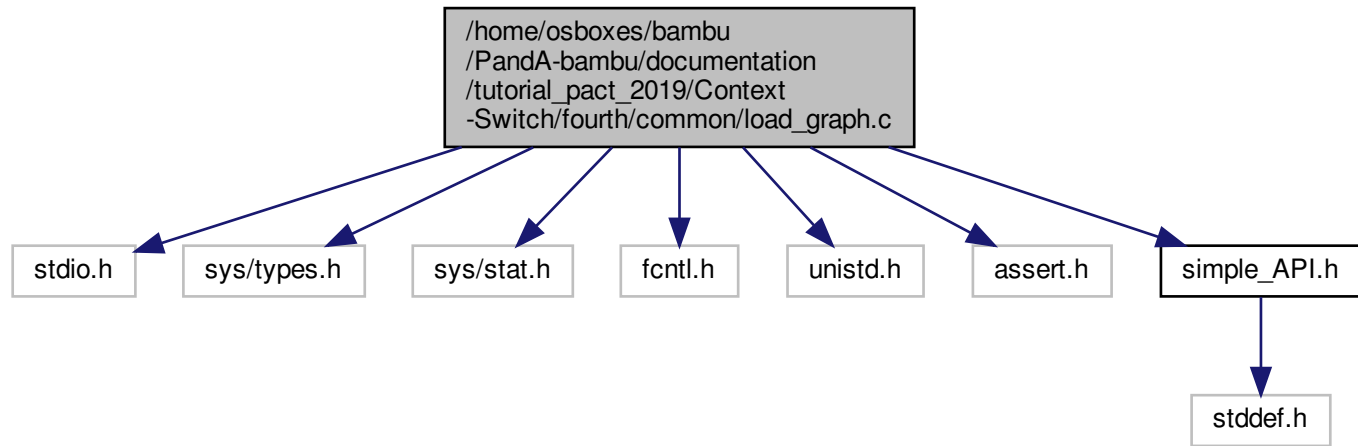 /home/osboxes/bambu
/PandA-bambu/documentation
/tutorial_pact_2019/Context
-Switch/fourth/common/load_graph.c
stdio.h
sys/types.h
sys/stat.h
fcntl.h
unistd.h
assert.h
simple_API.h
stddef.h